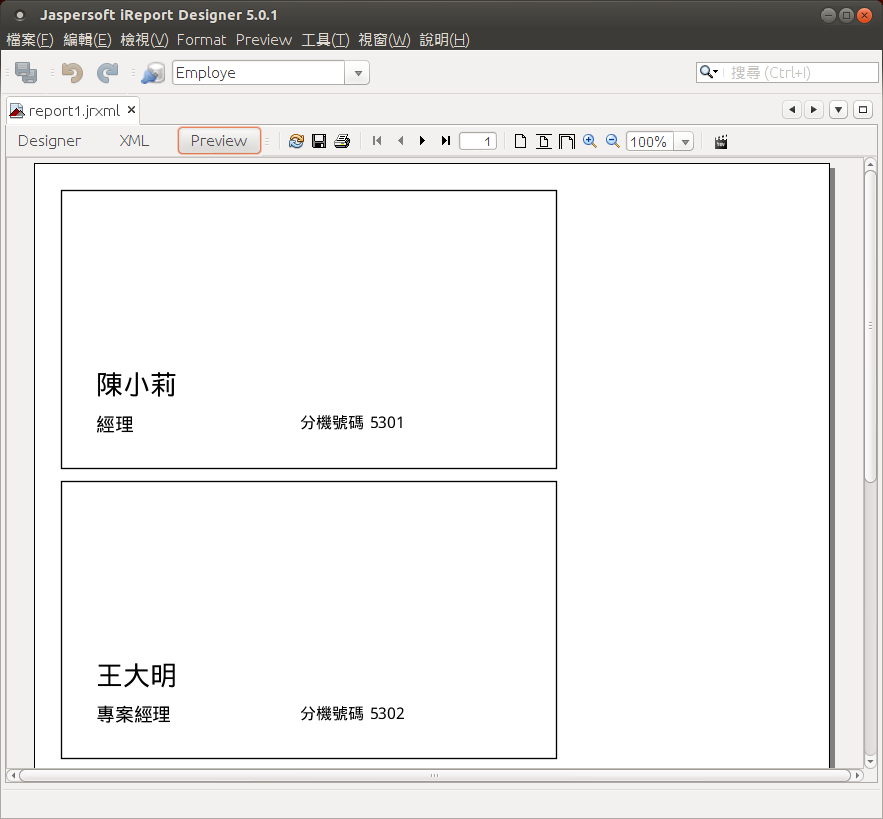 Jaspersoft iReport Designer 5.0.1
檔案(F) 編輯(E) 檢視(V) Format Preview 工具(T) 視窗(W) 說明(H)
Employe 搜尋 (Ctrl+I)
report1.jrxml
Designer XML Preview 1 100%
陳小莉
經理 分機號碼 5301
王大明
專案經理 分機號碼 5302